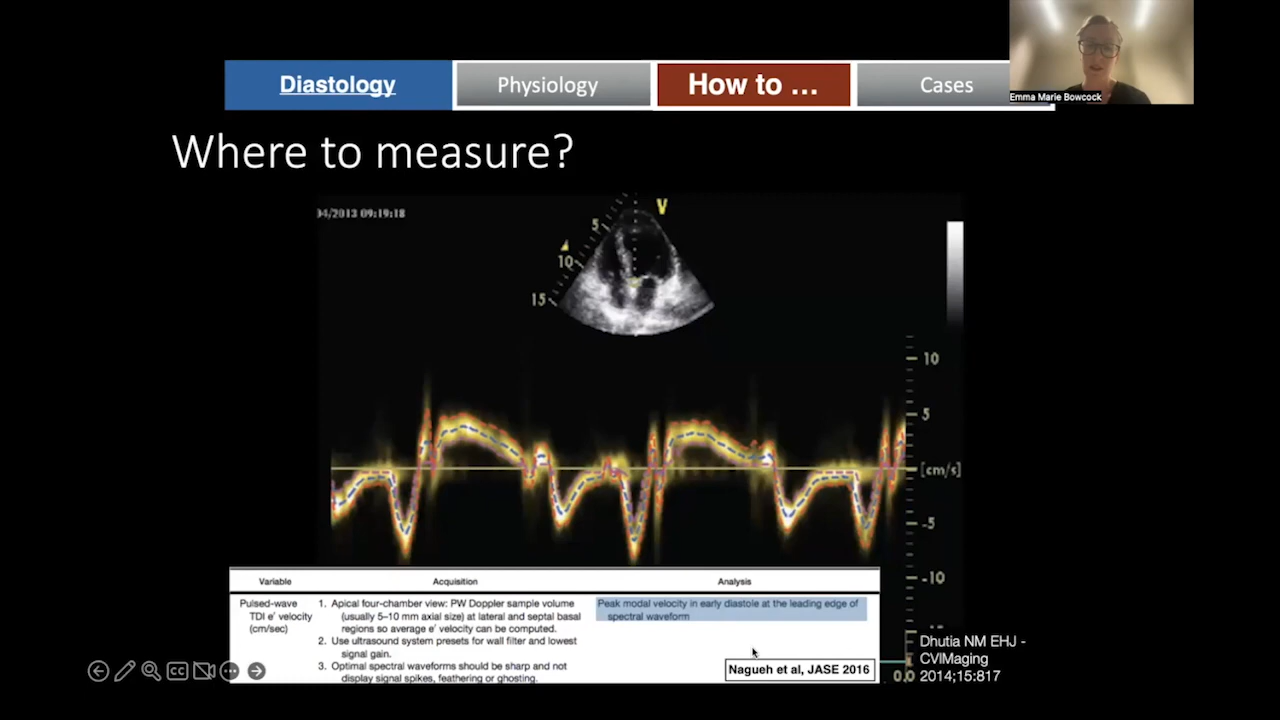 Diastology
Physiology
How to ...
Cases
Emma Marie Bowcock
Where to measure?
04/2013 09:19:18
V
5
10
15
10
5
[cm/s]
-5
-10
Variable
Acquisition
Analysis
Pulsed-wave
TDI e′ velocity
(cm/sec)
1. Apical four-chamber view: PW Doppler sample volume
(usually 5–10 mm axial size) at lateral and septal basal
regions so average e′ velocity can be computed.
2. Use ultrasound system presets for wall filter and lowest
signal gain.
3. Optimal spectral waveforms should be sharp and not
display signal spikes, feathering or ghosting.
Peak modal velocity in early diastole at the leading edge of
spectral waveform
Nagueh et al, JASE 2016
CC
0.0
Dhutia NM EHJ -
CVIMaging
2014;15:817